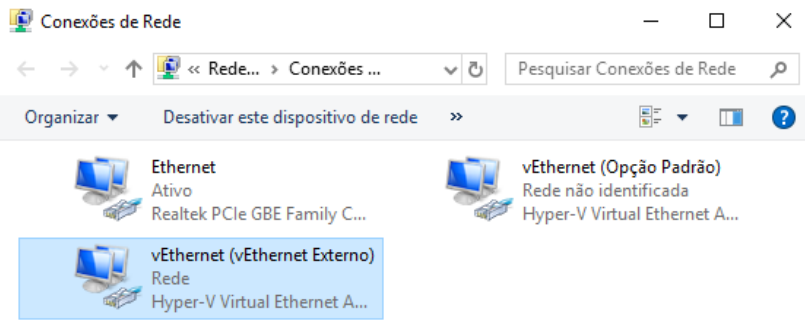 Conexões de Rede
« Rede... > Conexões ...
Pesquisar Conexões de Rede
Organizar
Desativar este dispositivo de rede
»
Ethernet
Ativo
Realtek PCIe GBE Family C...
vEthernet (Opção Padrão)
Rede não identificada
Hyper-V Virtual Ethernet A...
vEthernet (vEthernet Externo)
Rede
Hyper-V Virtual Ethernet A...